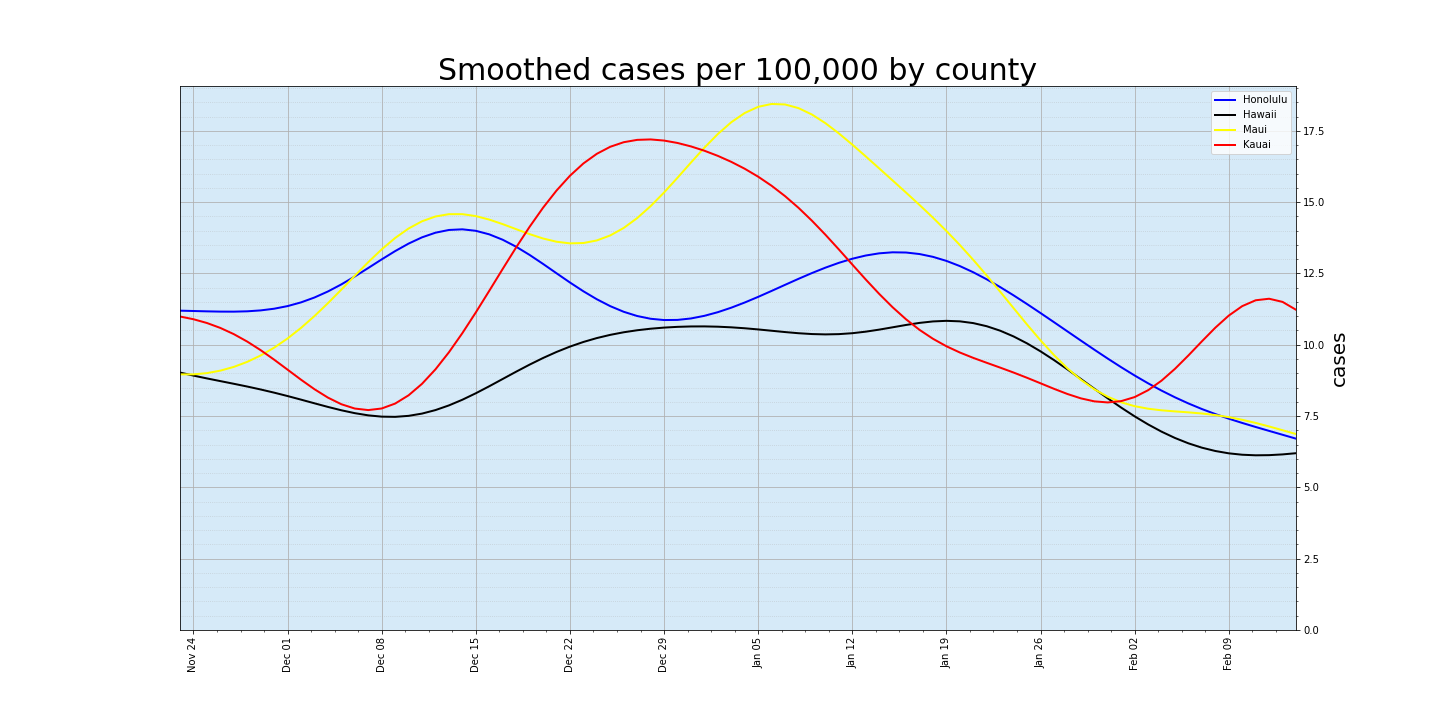 Smoothed cases per 100,000 by county
Honolulu
Hawaii
Maui
Kauai
17.5
15.0
12.5
10.0
7.5
5.0
2.5
0.0
cases
Nov 24
Dec 01
Dec 08
Dec 15
Dec 22
Dec 29
Jan 05
Jan 12
Jan 19
Jan 26
Feb 02
Feb 09